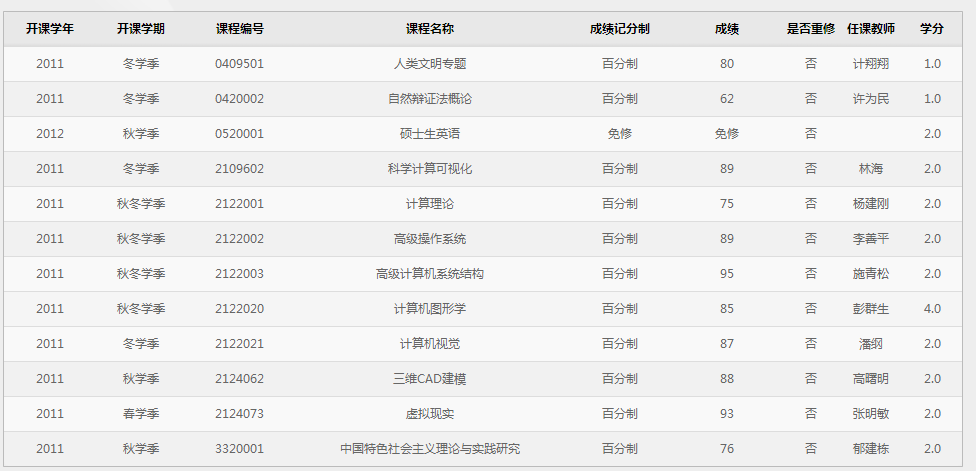 开课学年 开课学期 课程编号 课程名称 成绩记分制 成绩 是否重修 任课教师 学分
2011 冬学季 0409501 人类文明专题 百分制 80 否 计翔翔 1.0
2011 冬学季 0420002 自然辩证法概论 百分制 62 否 许为民 1.0
2012 秋学季 0520001 硕士生英语 免修 免修 否 2.0
2011 冬学季 2109602 科学计算可视化 百分制 89 否 林海 2.0
2011 秋冬学季 2122001 计算理论 百分制 75 否 杨建刚 2.0
2011 秋冬学季 2122002 高级操作系统 百分制 89 否 李善平 2.0
2011 秋冬学季 2122003 高级计算机系统结构 百分制 95 否 施青松 2.0
2011 秋冬学季 2122020 计算机图形学 百分制 85 否 彭群生 4.0
2011 冬学季 2122021 计算机视觉 百分制 87 否 潘纲 2.0
2011 秋学季 2124062 三维CAD建模 百分制 88 否 高曙明 2.0
2011 春学季 2124073 虚拟现实 百分制 93 否 张明敏 2.0
2011 秋学季 3320001 中国特色社会主义理论与实践研究 百分制 76 否 郁建栋 2.0